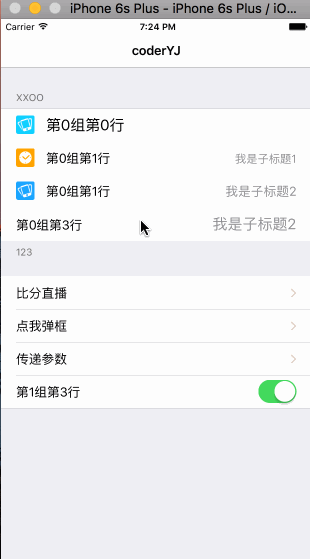 iPhone 6s Plus - iPhone 6s Plus / iO...
Carrier 7:24 PM
coderYJ
XXOO
第0组第0行
第0组第1行 我是子标题1
第0组第1行 我是子标题2
第0组第3行 我是子标题2
123
比分直播
点我弹框
传递参数
第1组第3行